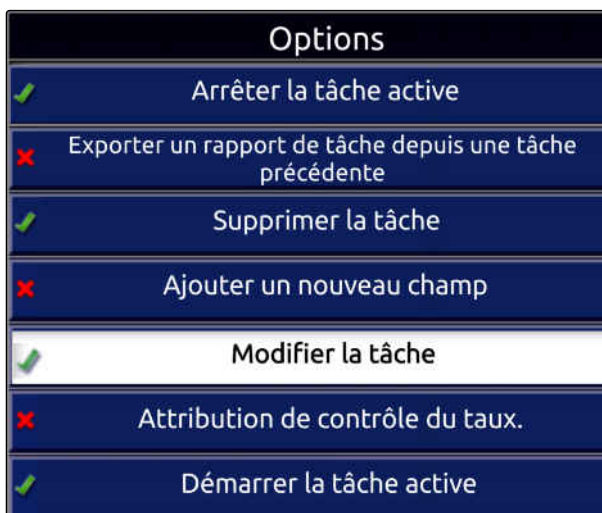 Options
Arrêter la tâche active
Exporter un rapport de tâche depuis une tâche
précédente
Supprimer la tâche
Ajouter un nouveau champ
Modifier la tâche
Attribution de contrôle du taux.
Démarrer la tâche active